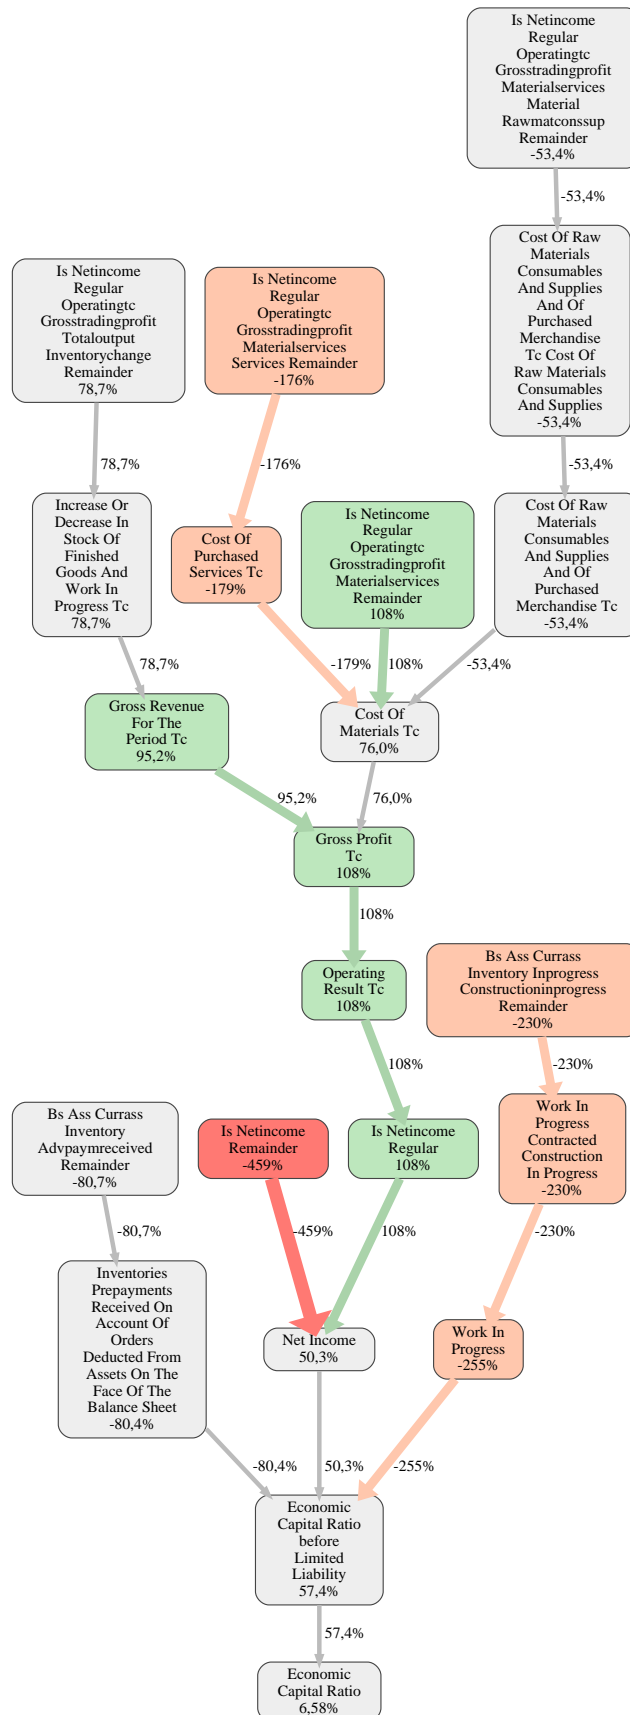 Is Netincome
Regular
Operatingtc
Grosstradingprofit
Materialservices
Material
Rawmatconssup
Remainder
-53,4%
-53,4%
Cost Of Raw
Materials
Consumables
And Supplies
And Of
Purchased
Merchandise
Tc Cost Of
Raw Materials
Consumables
And Supplies
-53,4%
Is Netincome
Regular
Operatingtc
Grosstradingprofit
Totaloutput
Inventorychange
Remainder
78,7%
Is Netincome
Regular
Operatingtc
Grosstradingprofit
Materialservices
Services Remainder
-176%
78,7%
-176%
-53,4%
Increase Or
Decrease In
Stock Of
Finished
Goods And
Work In
Progress Tc
78,7%
Cost Of
Purchased
Services Tc
-179%
Is Netincome
Regular
Operatingtc
Grosstradingprofit
Materialservices
Remainder
108%
Cost Of Raw
Materials
Consumables
And Supplies
And Of
Purchased
Merchandise Tc
-53,4%
78,7%
-179%
108%
-53,4%
Gross Revenue
For The
Period Tc
95,2%
Cost Of
Materials Tc
76,0%
95,2%
76,0%
Gross Profit
Tc
108%
108%
Operating
Result Tc
108%
Bs Ass Currass
Inventory Inprogress
Constructioninprogress
Remainder
-230%
108%
-230%
Bs Ass Currass
Inventory
Advpaymreceived
Remainder
-80,7%
Is Netincome
Remainder
-459%
Is Netincome
Regular
108%
Work In
Progress
Contracted
Construction
In Progress
-230%
-80,7%
-459%
108%
-230%
Inventories
Prepayments
Received On
Account Of
Orders
Deducted From
Assets On The
Face Of The
Balance Sheet
-80,4%
Net Income
50,3%
Work In
Progress
-255%
-80,4%
50,3%
-255%
Economic
Capital Ratio
before
Limited
Liability
57,4%
57,4%
Economic
Capital Ratio
6,58%